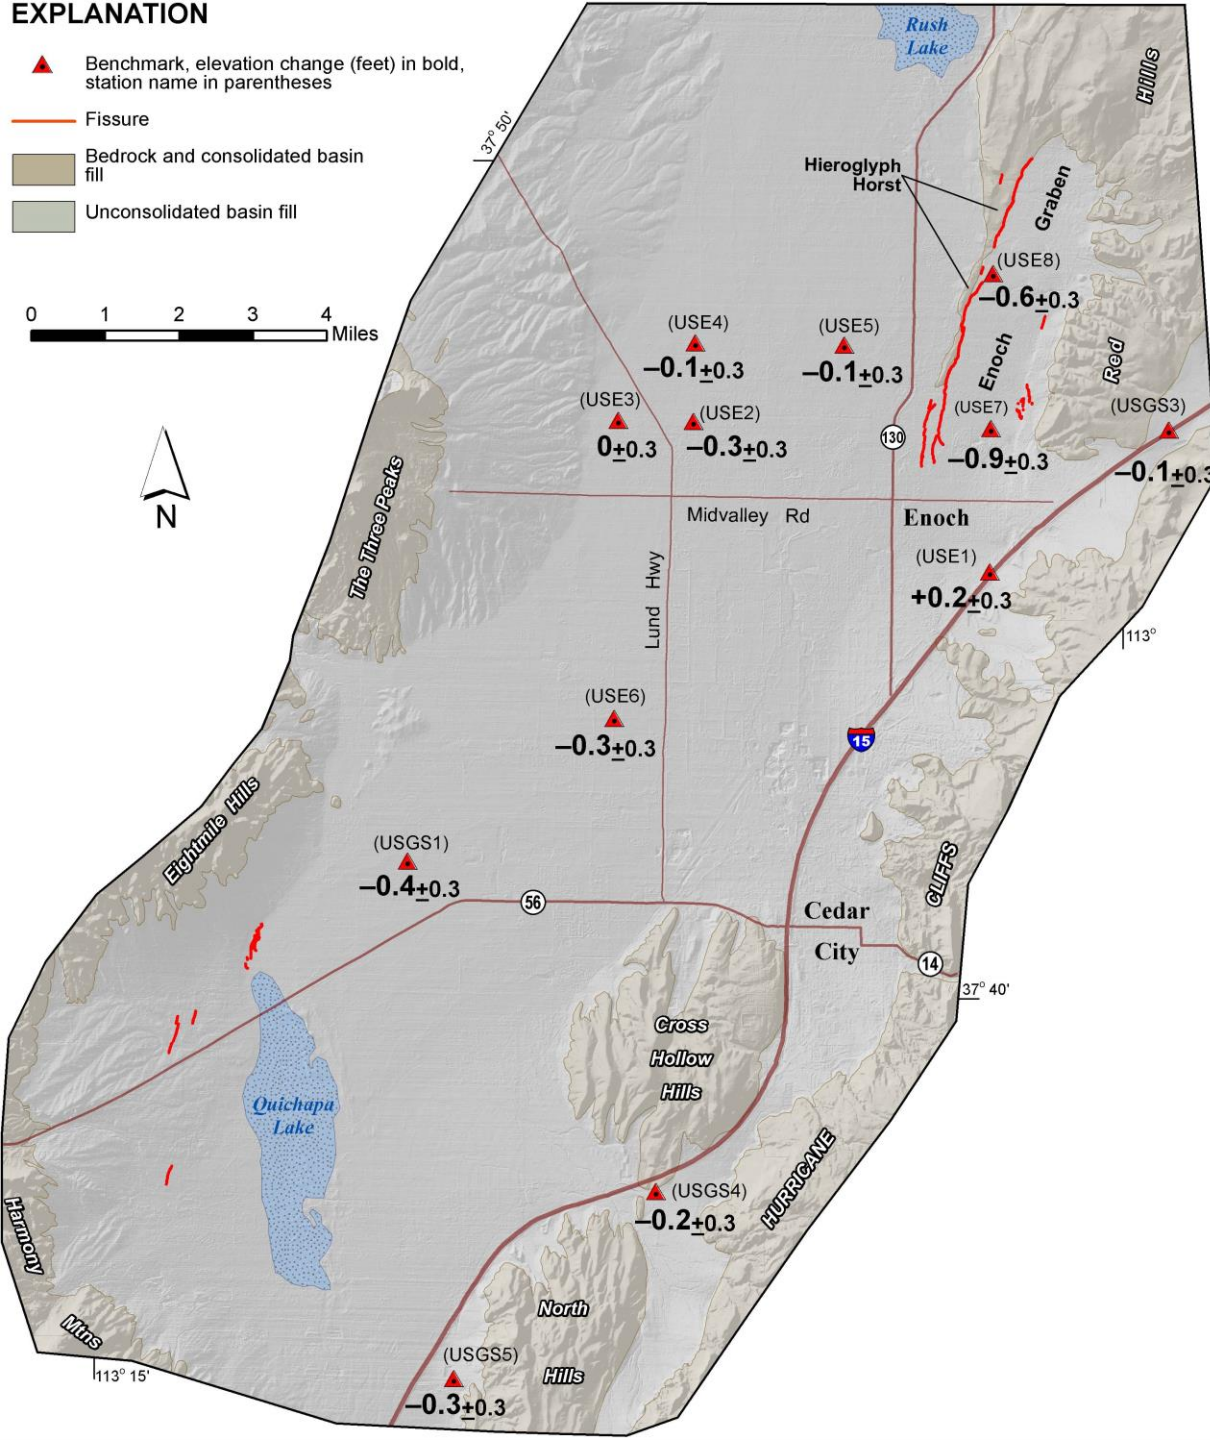 EXPLANATION
Benchmark, elevation change (feet) in bold,
station name in parentheses
Fissure
Bedrock and consolidated basin
fill
Unconsolidated basin fill
0 1 2 3 4 Miles
N
Rush
Lake
Hills
37° 50'
Hieroglyph
Horst
Graben
(USE8)
–0.6±0.3
(USE4)
–0.1±0.3
(USE5)
–0.1±0.3
Enoch
Red
(USE3)
0±0.3
(USE2)
–0.3±0.3
130
(USE7)
–0.9±0.3
(USGS3)
–0.1±0.3
The Three Peaks
Midvalley Rd
Enoch
Lund Hwy
(USE1)
+0.2±0.3
113°
(USE6)
–0.3±0.3
15
Eightmile Hills
(USGS1)
–0.4±0.3
56
CLIFFS
Cedar
City
14
37° 40'
Cross
Hollow
Hills
Quichapa
Lake
HURRICANE
(USGS4)
–0.2±0.3
Harmony
Mtns
113° 15'
North
Hills
(USGS5)
–0.3±0.3